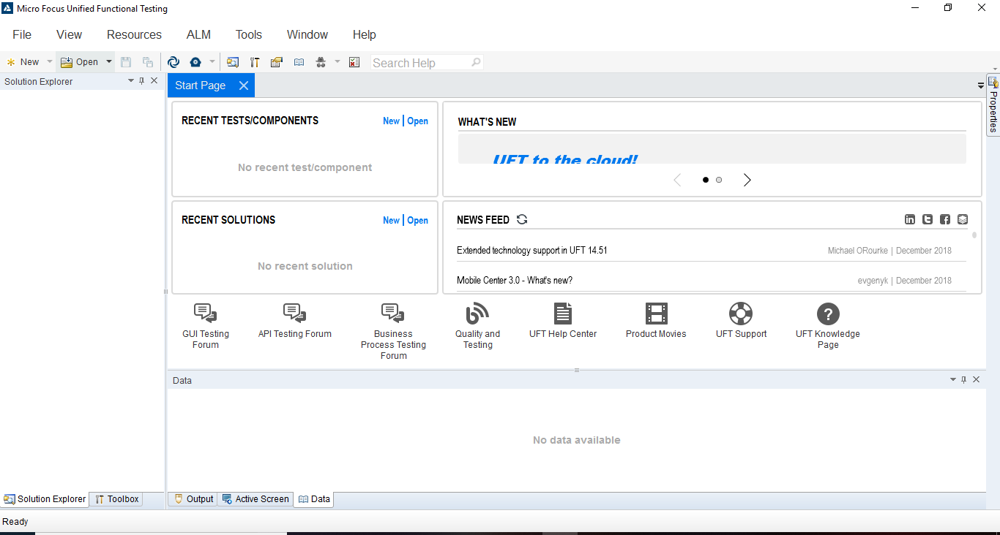 Micro Focus Unified Functional Testing
File View Resources ALM Tools Window Help
New Open Search Help
Solution Explorer
Start Page
Properties
RECENT TESTS/COMPONENTS New Open
No recent test/component
WHAT'S NEW
UFT to the cloud!
RECENT SOLUTIONS New Open
No recent solution
NEWS FEED
Extended technology support in UFT 14.51 Michael ORourke | December 2018
Mobile Center 3.0 - What's new? evgenyk | December 2018
GUI Testing
Forum
API Testing Forum
Business
Process Testing
Forum
Quality and
Testing
UFT Help Center
Product Movies
UFT Support
UFT Knowledge
Page
Data
No data available
Solution Explorer Toolbox Output Active Screen Data
Ready